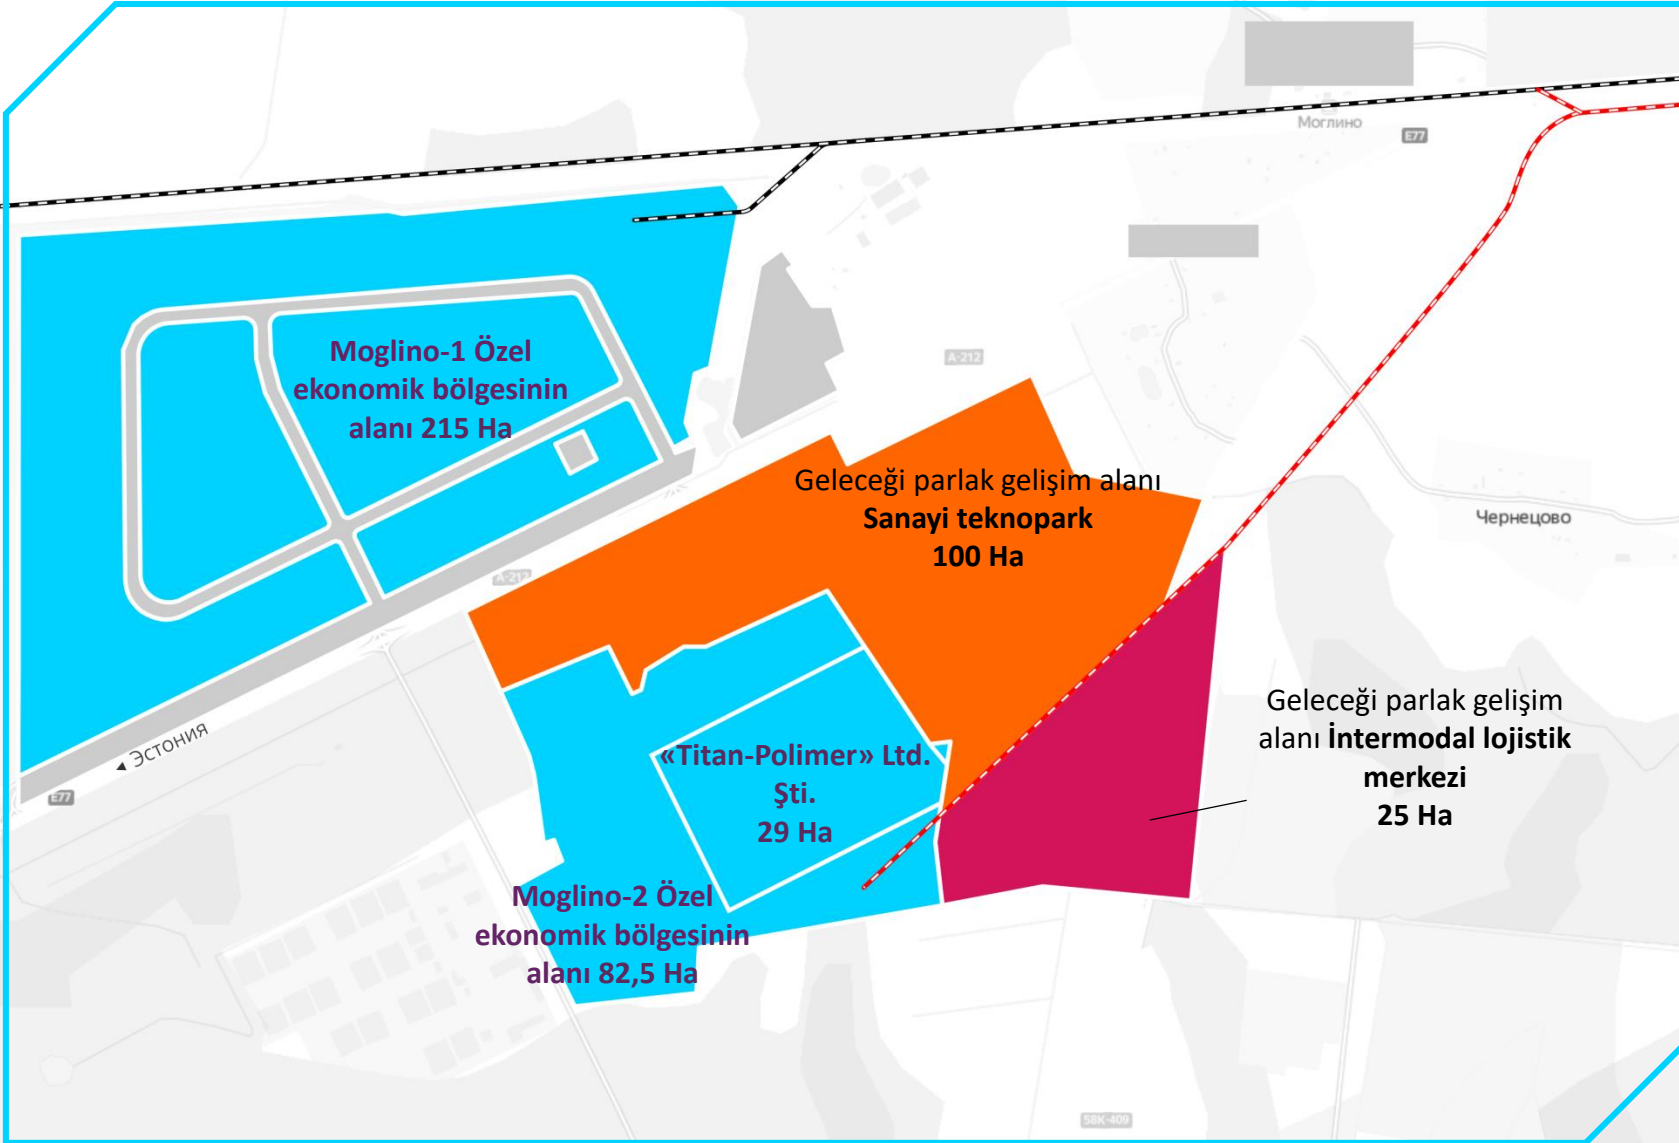 Моглино
E77
Moglino-1 Özel
ekonomik bölgesinin
alanı 215 Ha
A-212
Geleceği parlak gelişim alanı
Sanayi teknopark
100 Ha
Чернецово
A-212
◄ Эстония
E77
«Titan-Polimer» Ltd.
Şti.
29 Ha
Geleceği parlak gelişim
alanı İntermodal lojistik
merkezi
25 Ha
Moglino-2 Özel
ekonomik bölgesinin
alanı 82,5 Ha
58K-409